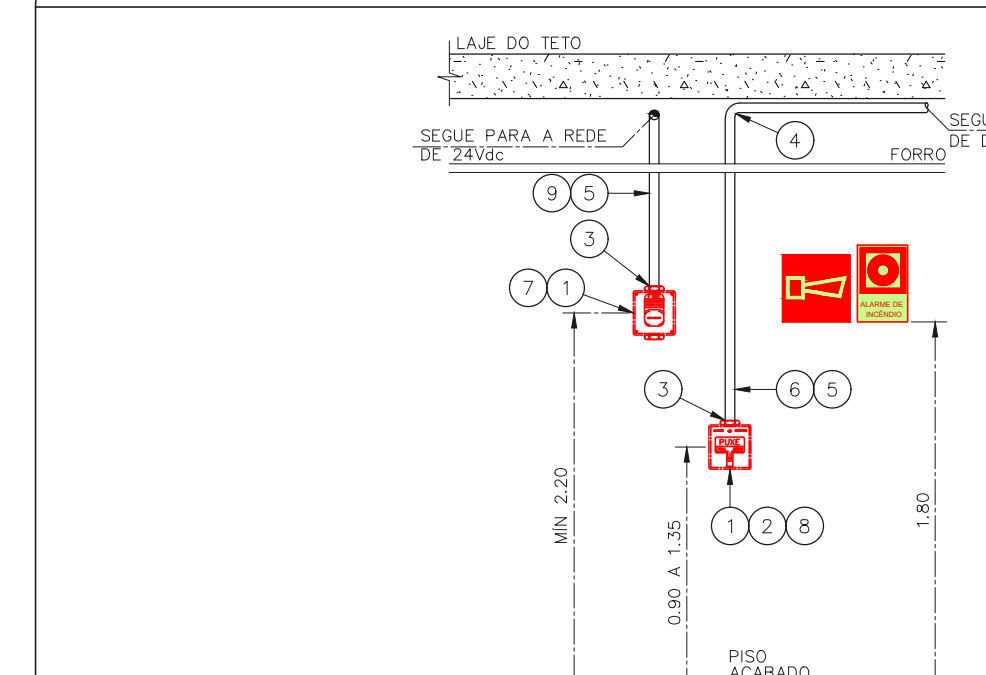 LAJE DO TETO
SEGUE PARA A REDE
DE 24Vdc
4
SEGU
DE D
FORRO
9 5
3
7 1
ALARME DE
INCÊNDIO
3
6 5
PUXE
1 2 8
MÍN 2.20
0.90 A 1.35
1.80
PISO
ACABADO